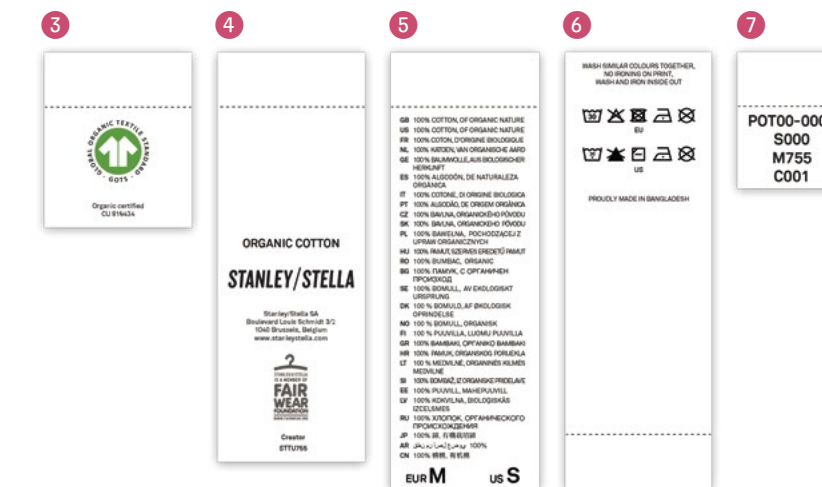 3
GLOBAL ORGANIC TEXTILE STANDARD
· GOTS ·
Organic certified
CU 816434
4
ORGANIC COTTON
STANLEY/STELLA
Stanley/Stella SA
Boulevard Louis Schmidt 3/2
1040 Brussels, Belgium
www.stanleystella.com
STANLEY/STELLA
IS A MEMBER OF
FAIR
WEAR
FOUNDATION
Creator
STTU755
5
GB 100% COTTON, OF ORGANIC NATURE
US 100% COTTON, OF ORGANIC NATURE
FR 100% COTON, D'ORIGINE BIOLOGIQUE
NL 100% KATOEN, VAN ORGANISCHE AARD
GE 100% BAUMWOLLE, AUS BIOLOGISCHER
HERKUNFT
ES 100% ALGODÓN, DE NATURALEZA
ORGÁNICA
IT 100% COTONE, DI ORIGINE BIOLOGICA
PT 100% ALGODÃO, DE ORIGEM ORGÂNICA
CZ 100% BAVLNA, ORGANICKÉHO PŮVODU
SK 100% BAVLNA, ORGANICKÉHO PÔVODU
PL 100% BAWEŁNA, POCHODZĄCEJ Z
UPRAW ORGANICZNYCH
HU 100% PAMUT, SZERVES EREDETŰ PAMUT
RO 100% BUMBAC, ORGANIC
BG 100% ПАМУК, С ОРГАНИЧЕН
ПРОИЗХОД
SE 100% BOMULL, AV EKOLOGISKT
URSPRUNG
DK 100 % BOMULD, AF ØKOLOGISK
OPRINDELSE
NO 100 % BOMULL, ORGANISK
FI 100 % PUUVILLA, LUOMU PUUVILLA
GR 100% ΒΑΜΒΑΚΙ, ΟΡΓΑΝΙΚΟ ΒΑΜΒΑΚΙ
HR 100% PAMUK, ORGANSKOG PORIJEKLA
LT 100 % MEDVILNĖ, ORGANINĖS KILMĖS
MEDVILNĖ
SI 100% BOMBAŽ, IZ ORGANSKE PRIDELAVE
EE 100% PUUVILL, MAHEPUUVILL
LV 100% KOKVILNA, BIOLOĢISKĀS
IZCELSMES
RU 100% ХЛОПОК, ОРГАНИЧЕСКОГО
ПРОИСХОЖДЕНИЯ
JP 100% 綿, 有機栽培綿
AR 100%
CN 100% 棉, 有机棉
EUR M US S
6
WASH SIMILAR COLOURS TOGETHER,
NO IRONING ON PRINT,
WASH AND IRON INSIDE OUT
30
EU
US
PROUDLY MADE IN BANGLADESH
7
POT00-000
S000
M755
C001